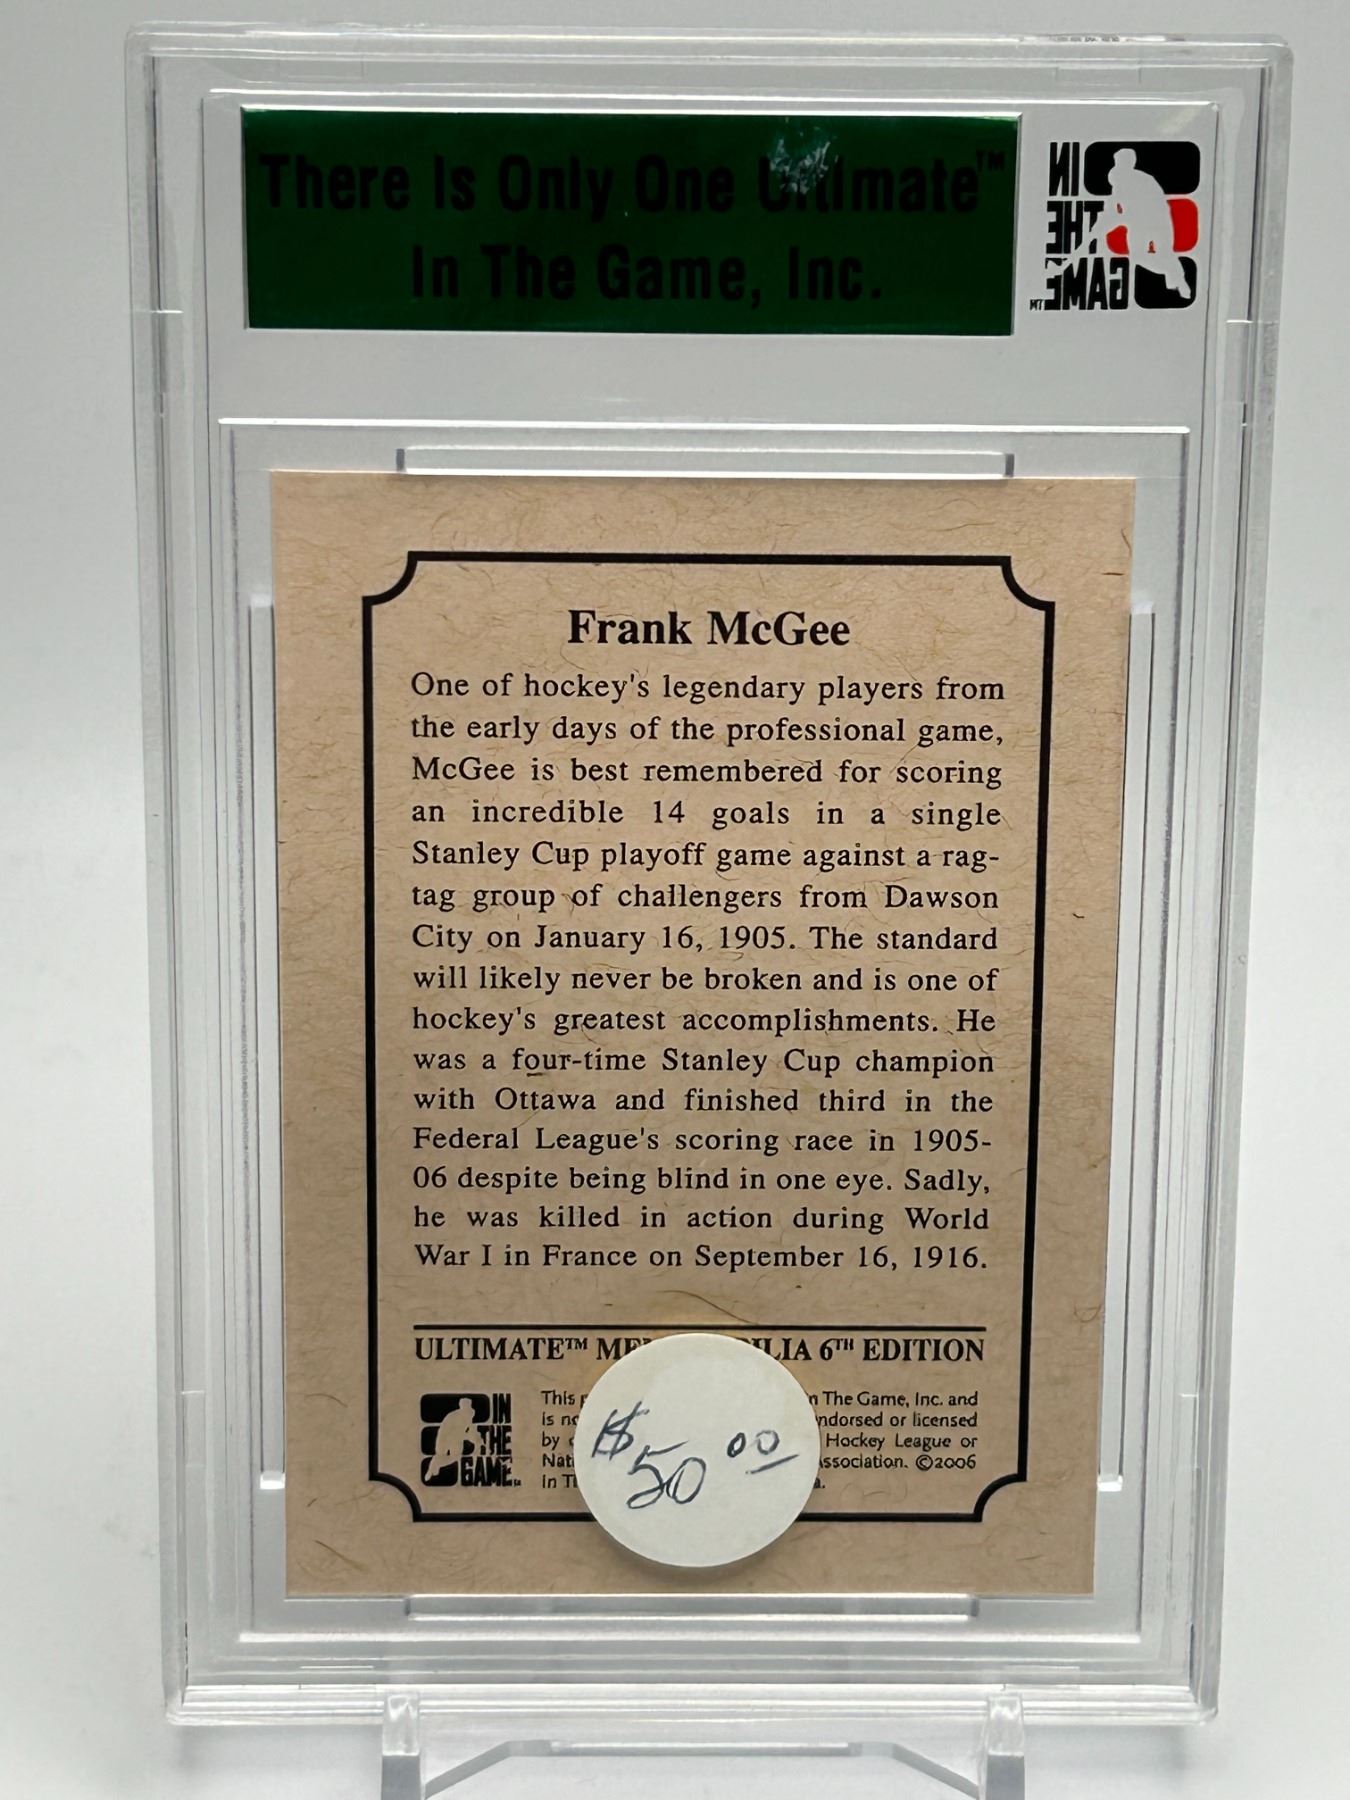 There Is Only One Ultimate™
In The Game, Inc.
IN
THE
GAME™
Frank McGee
One of hockey's legendary players from
the early days of the professional game,
McGee is best remembered for scoring
an incredible 14 goals in a single
Stanley Cup playoff game against a rag-
tag group of challengers from Dawson
City on January 16, 1905. The standard
will likely never be broken and is one of
hockey's greatest accomplishments. He
was a four-time Stanley Cup champion
with Ottawa and finished third in the
Federal League's scoring race in 1905-
06 despite being blind in one eye. Sadly,
he was killed in action during World
War I in France on September 16, 1916.
ULTIMATE™ 6TH EDITION
IN
THE
GAME
This The Game, Inc. and
is or licensed
by Hockey League or
©2006
In
$50 00